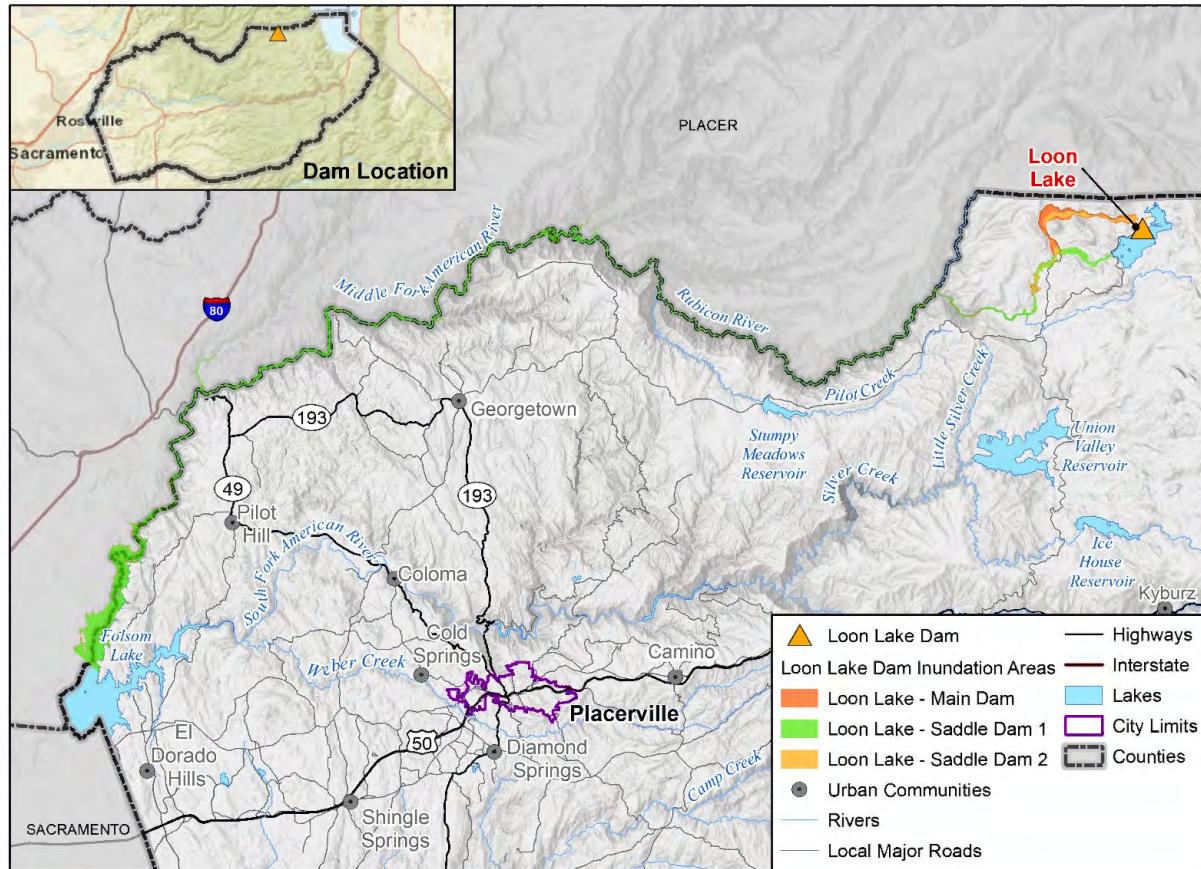 Roseville
Sacramento
Dam Location
PLACER
Loon
Lake
80
Middle Fork American River
Rubicon River
193
Georgetown
Pilot Creek
Little Silver Creek
Stumpy
Meadows
Reservoir
Union
Valley
Reservoir
49
193
Silver Creek
Pilot
Hill
South Fork American River
Coloma
Ice
House
Reservoir
Kyburz
Folsom
Lake
Cold
Springs
Weber Creek
Camino
Placerville
El
Dorado
Hills
50
Diamond
Springs
Camp Creek
SACRAMENTO
Shingle
Springs
Loon Lake Dam
Loon Lake Dam Inundation Areas
Loon Lake - Main Dam
Loon Lake - Saddle Dam 1
Loon Lake - Saddle Dam 2
Urban Communities
Rivers
Local Major Roads
Highways
Interstate
Lakes
City Limits
Counties